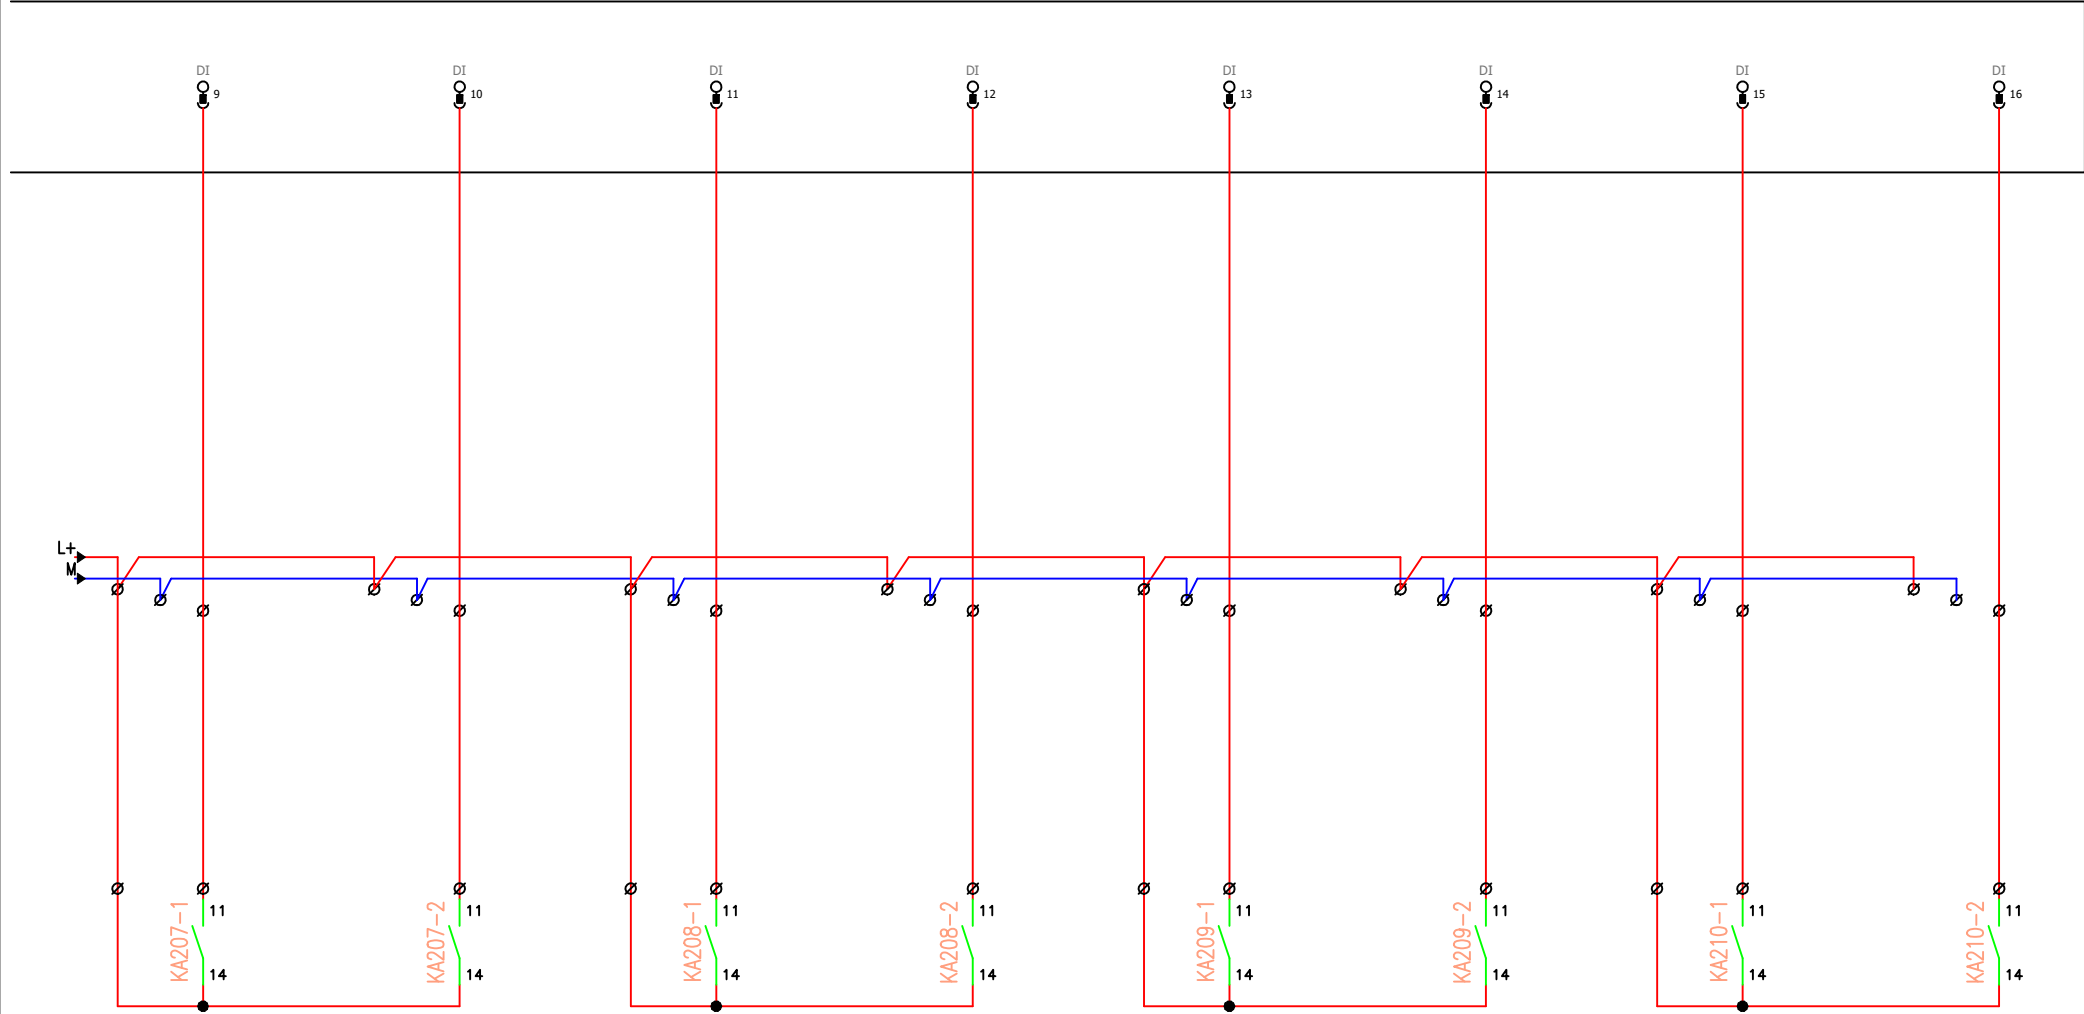 DI DI DI DI DI DI DI DI
9 10 11 12 13 14 15 16
L+
M
KA207-1 11 KA207-2 11 KA208-1 11 KA208-2 11 KA209-1 11 KA209-2 11 KA210-1 11 KA210-2 11
14 14 14 14 14 14 14 14